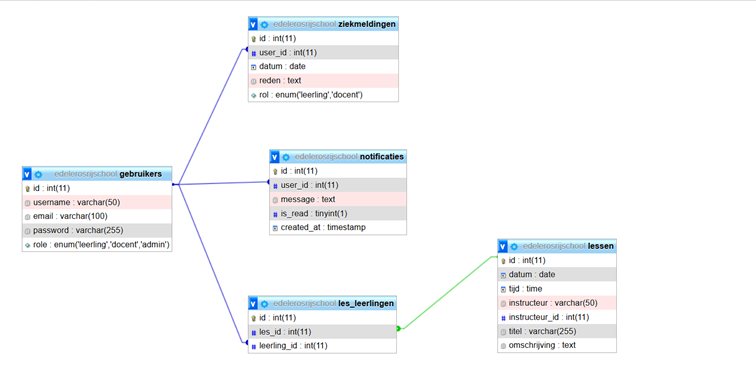 edelerosrijschool ziekmeldingen
id : int(11)
user_id : int(11)
datum : date
reden : text
rol : enum('leerling','docent')
edelerosrijschool notificaties
id : int(11)
user_id : int(11)
message : text
is_read : tinyint(1)
created_at : timestamp
edelerosrijschool gebruikers
id : int(11)
username : varchar(50)
email : varchar(100)
password : varchar(255)
role : enum('leerling','docent','admin')
edelerosrijschool les_leerlingen
id : int(11)
les_id : int(11)
leerling_id : int(11)
edelerosrijschool lessen
id : int(11)
datum : date
tijd : time
instructeur : varchar(50)
instructeur_id : int(11)
titel : varchar(255)
omschrijving : text